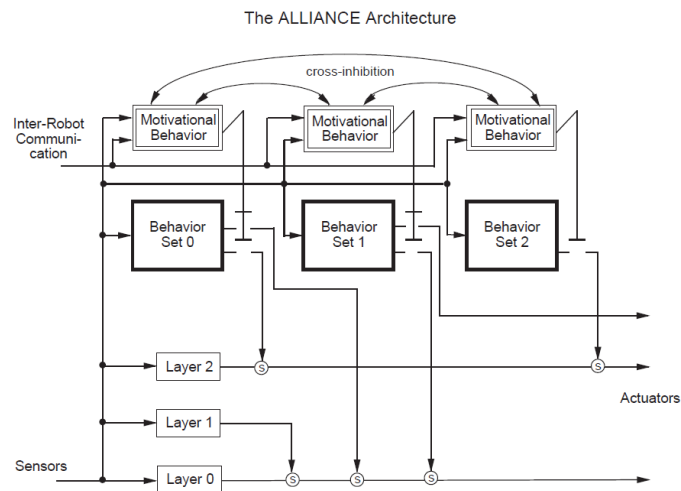 The ALLIANCE Architecture
cross-inhibition
Inter-Robot
Communi-
cation
Motivational
Behavior
Motivational
Behavior
Motivational
Behavior
Behavior
Set 0
Behavior
Set 1
Behavior
Set 2
Layer 2
S
S
Actuators
Layer 1
Sensors
Layer 0
S
S
S